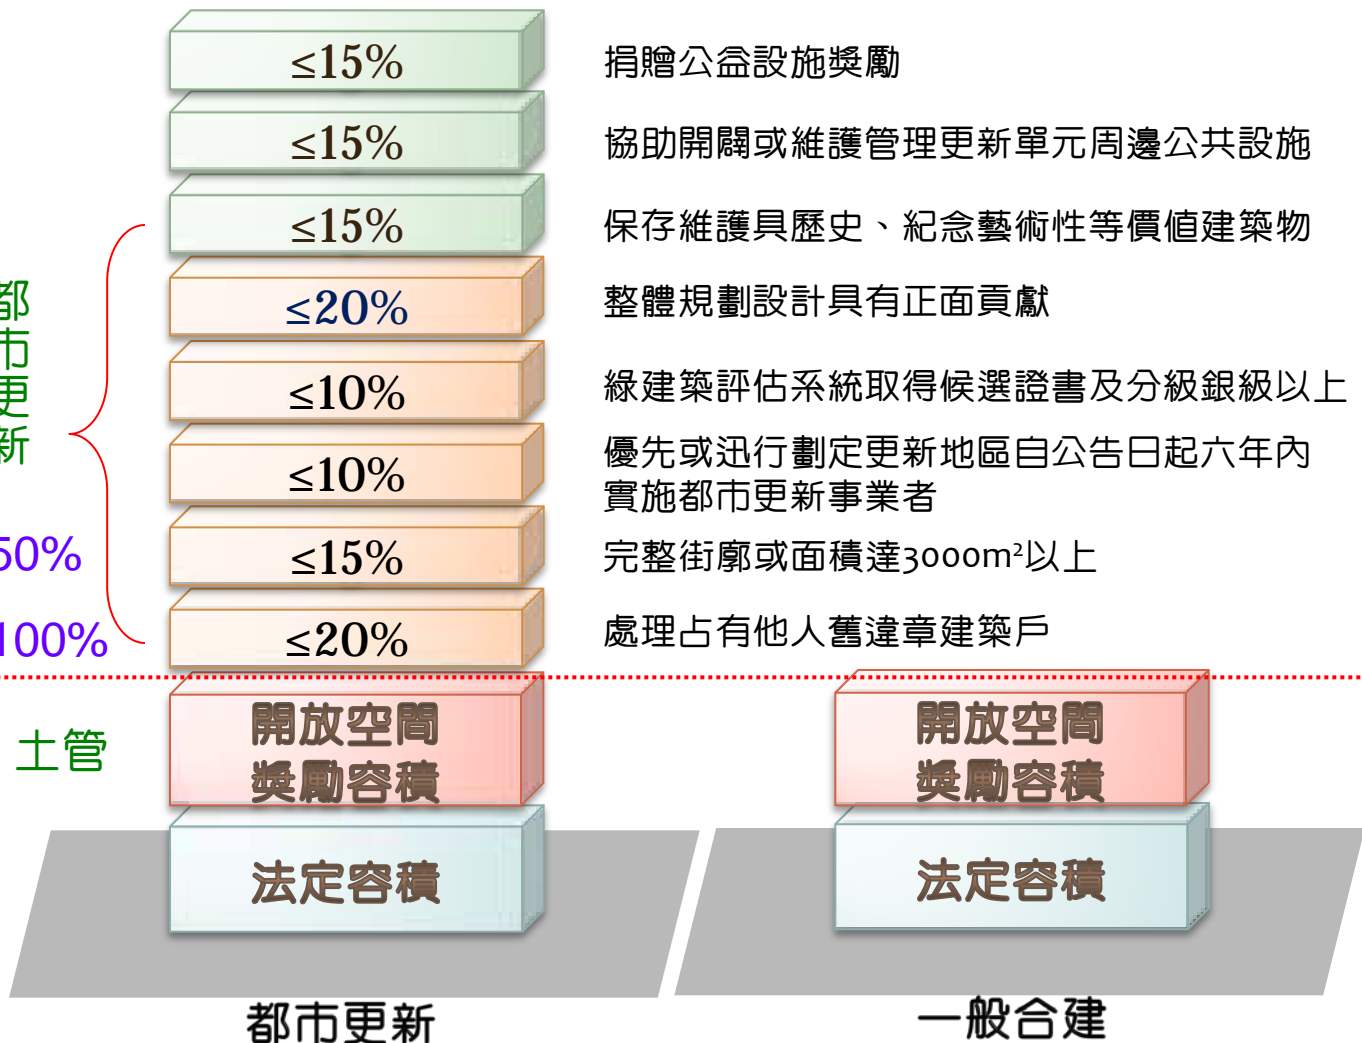 ≤15%
捐贈公益設施獎勵
≤15%
協助開闢或維護管理更新單元周邊公共設施
≤15%
保存維護具歷史、紀念藝術性等價值建築物
≤20%
整體規劃設計具有正面貢獻
≤10%
綠建築評估系統取得候選證書及分級銀級以上
≤10%
優先或迅行劃定更新地區自公告日起六年內
實施都市更新事業者
≤15%
完整街廓或面積達3000m²以上
≤20%
處理占有他人舊違章建築戶
都市更新
50%
100%
土管
開放空間
獎勵容積
法定容積
都市更新
開放空間
獎勵容積
法定容積
一般合建